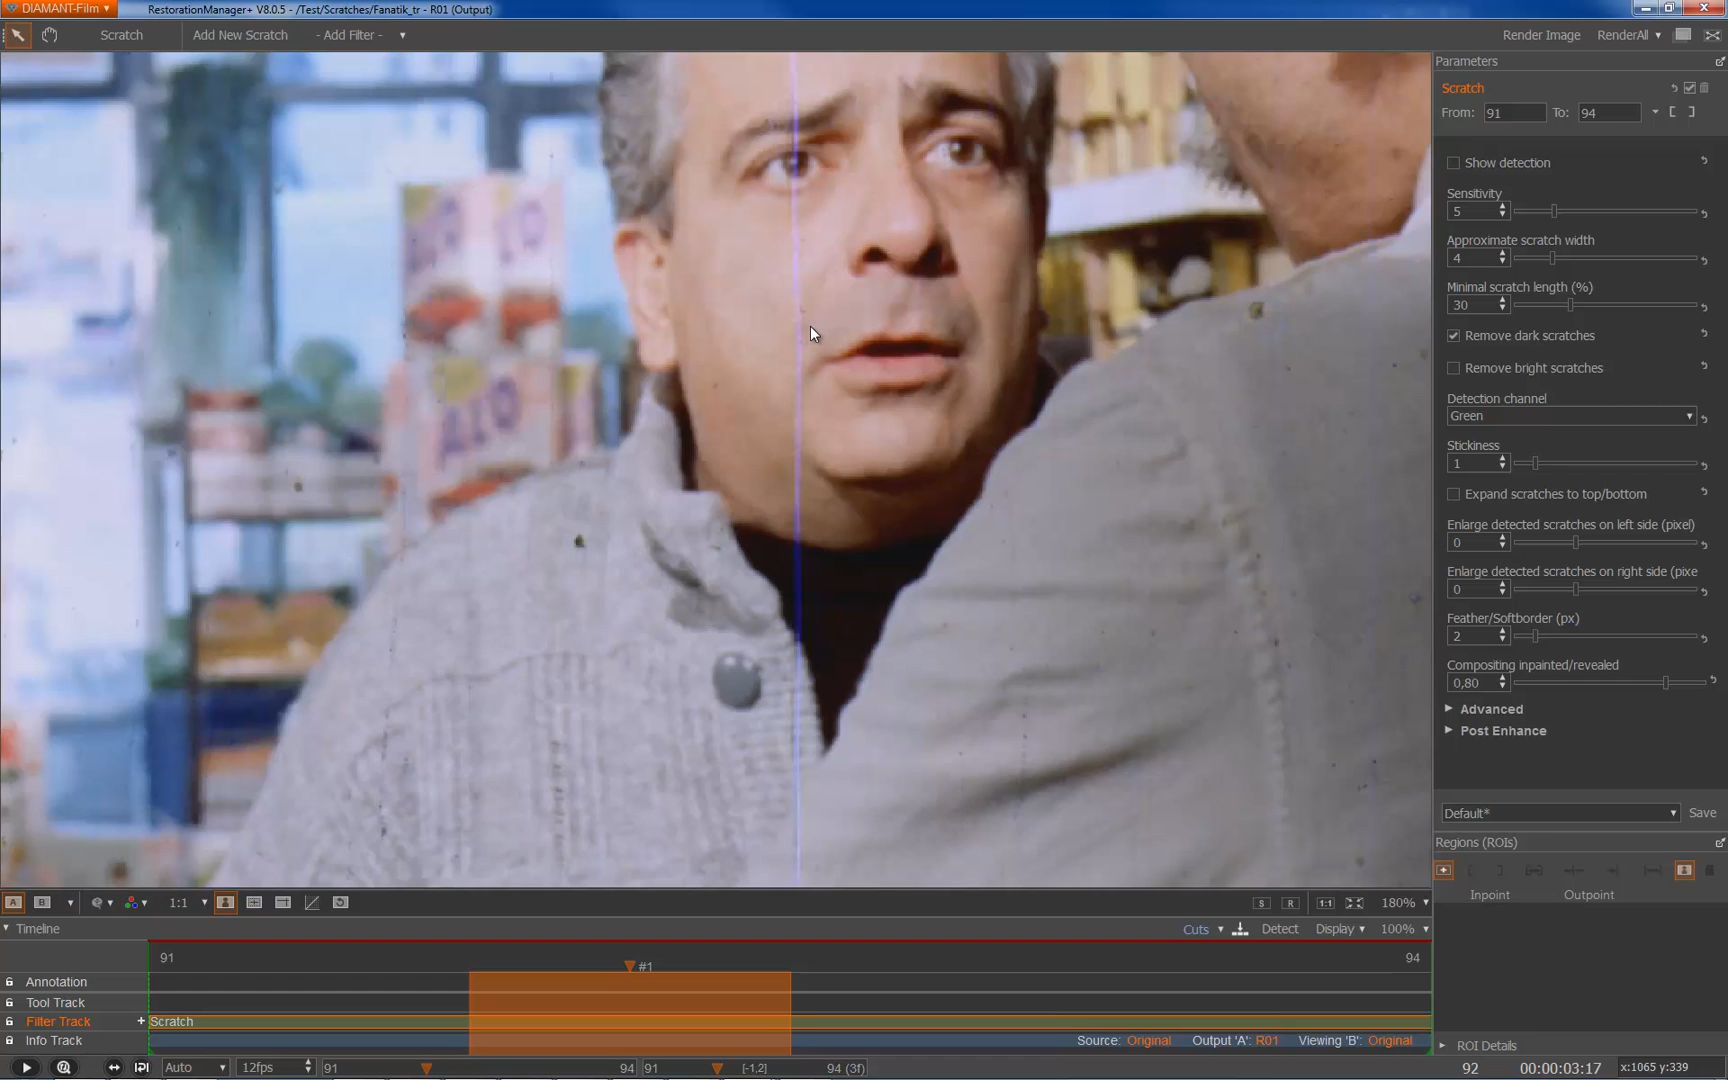 DIAMANT-Film
RestorationManager+ V8.0.5 - /Test/Scratches/Fanatik_tr - R01 (Output)
Scratch
Add New Scratch
- Add Filter -
Render Image
RenderAll
Parameters
Scratch
From: 91 To: 94
Show detection
Sensitivity
5
Approximate scratch width
4
Minimal scratch length (%)
30
Remove dark scratches
Remove bright scratches
Detection channel
Green
Stickiness
1
Expand scratches to top/bottom
Enlarge detected scratches on left side (pixel)
0
Enlarge detected scratches on right side (pixe
0
Feather/Softborder (px)
2
Compositing inpainted/revealed
0,80
Advanced
Post Enhance
Default*
Save
Regions (ROIs)
Inpoint Outpoint
ROI Details
A B 1:1 S R 1:1 180%
Timeline
Cuts Detect Display 100%
91 #1 94
Annotation
Tool Track
Filter Track + Scratch
Info Track Source: Original Output 'A': R01 Viewing 'B': Original
Auto 12fps 91 94 91 [-1,2] 94 (3f) 92 00:00:03:17 x:1065 y:339